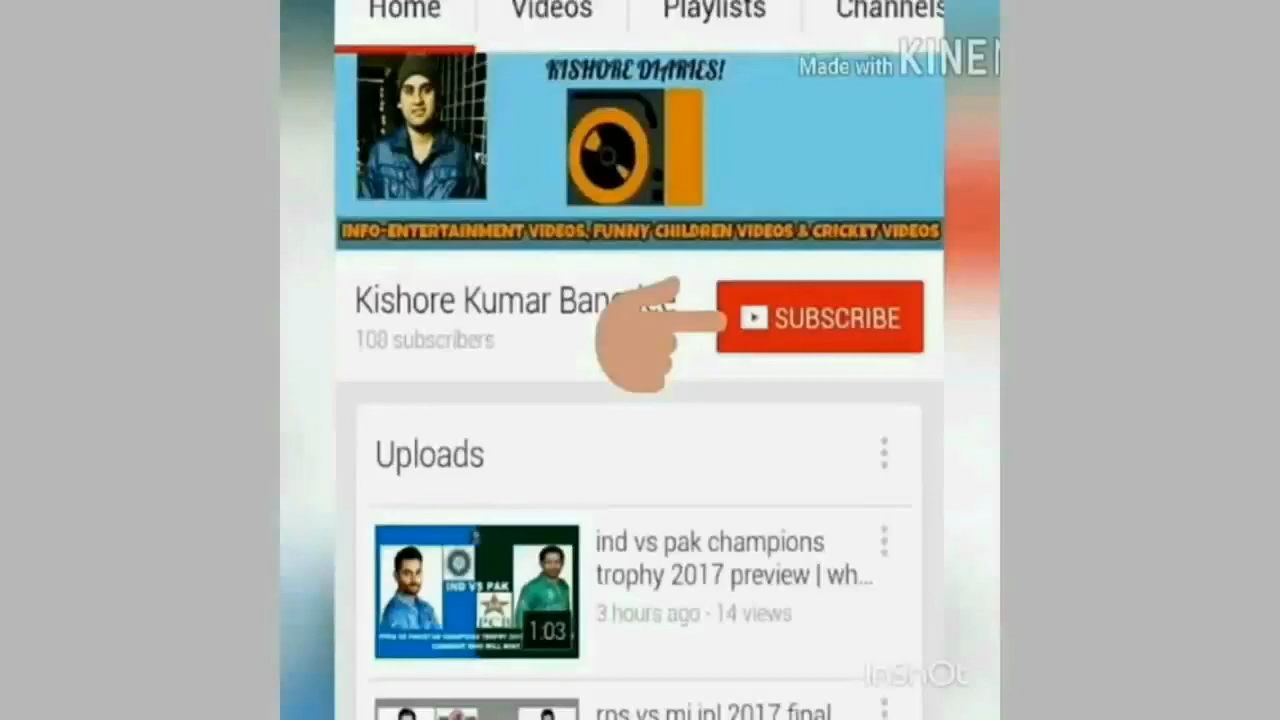 Home Videos Playlists Channels
Made with KINEM
KISHORE DIARIES!
INFO-ENTERTAINMENT VIDEOS, FUNNY CHILDREN VIDEOS & CRICKET VIDEOS
Kishore Kumar
108 subscribers
SUBSCRIBE
Uploads
ind vs pak champions
trophy 2017 preview | wh...
3 hours ago · 14 views
IND VS PAK
1:03
rps vs mi ipl 2017 final
InShOt